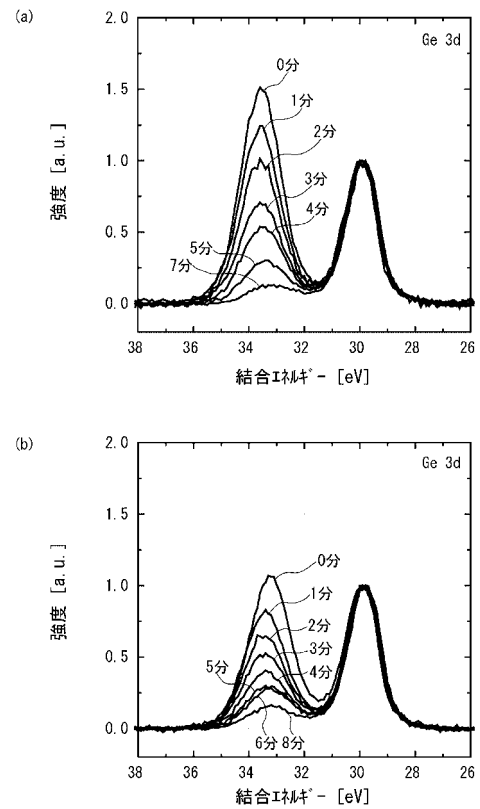 (a)
2.0
Ge 3d
0分
1.5
1分
2分
強度 [a.u.]
1.0
3分
4分
0.5
5分
7分
0.0
38 36 34 32 30 28 26
結合エネルギー [eV]
(b)
2.0
Ge 3d
1.5
0分
強度 [a.u.]
1.0
1分
2分
3分
0.5
5分
4分
0.0
6分 8分
38 36 34 32 30 28 26
結合エネルギー [eV]